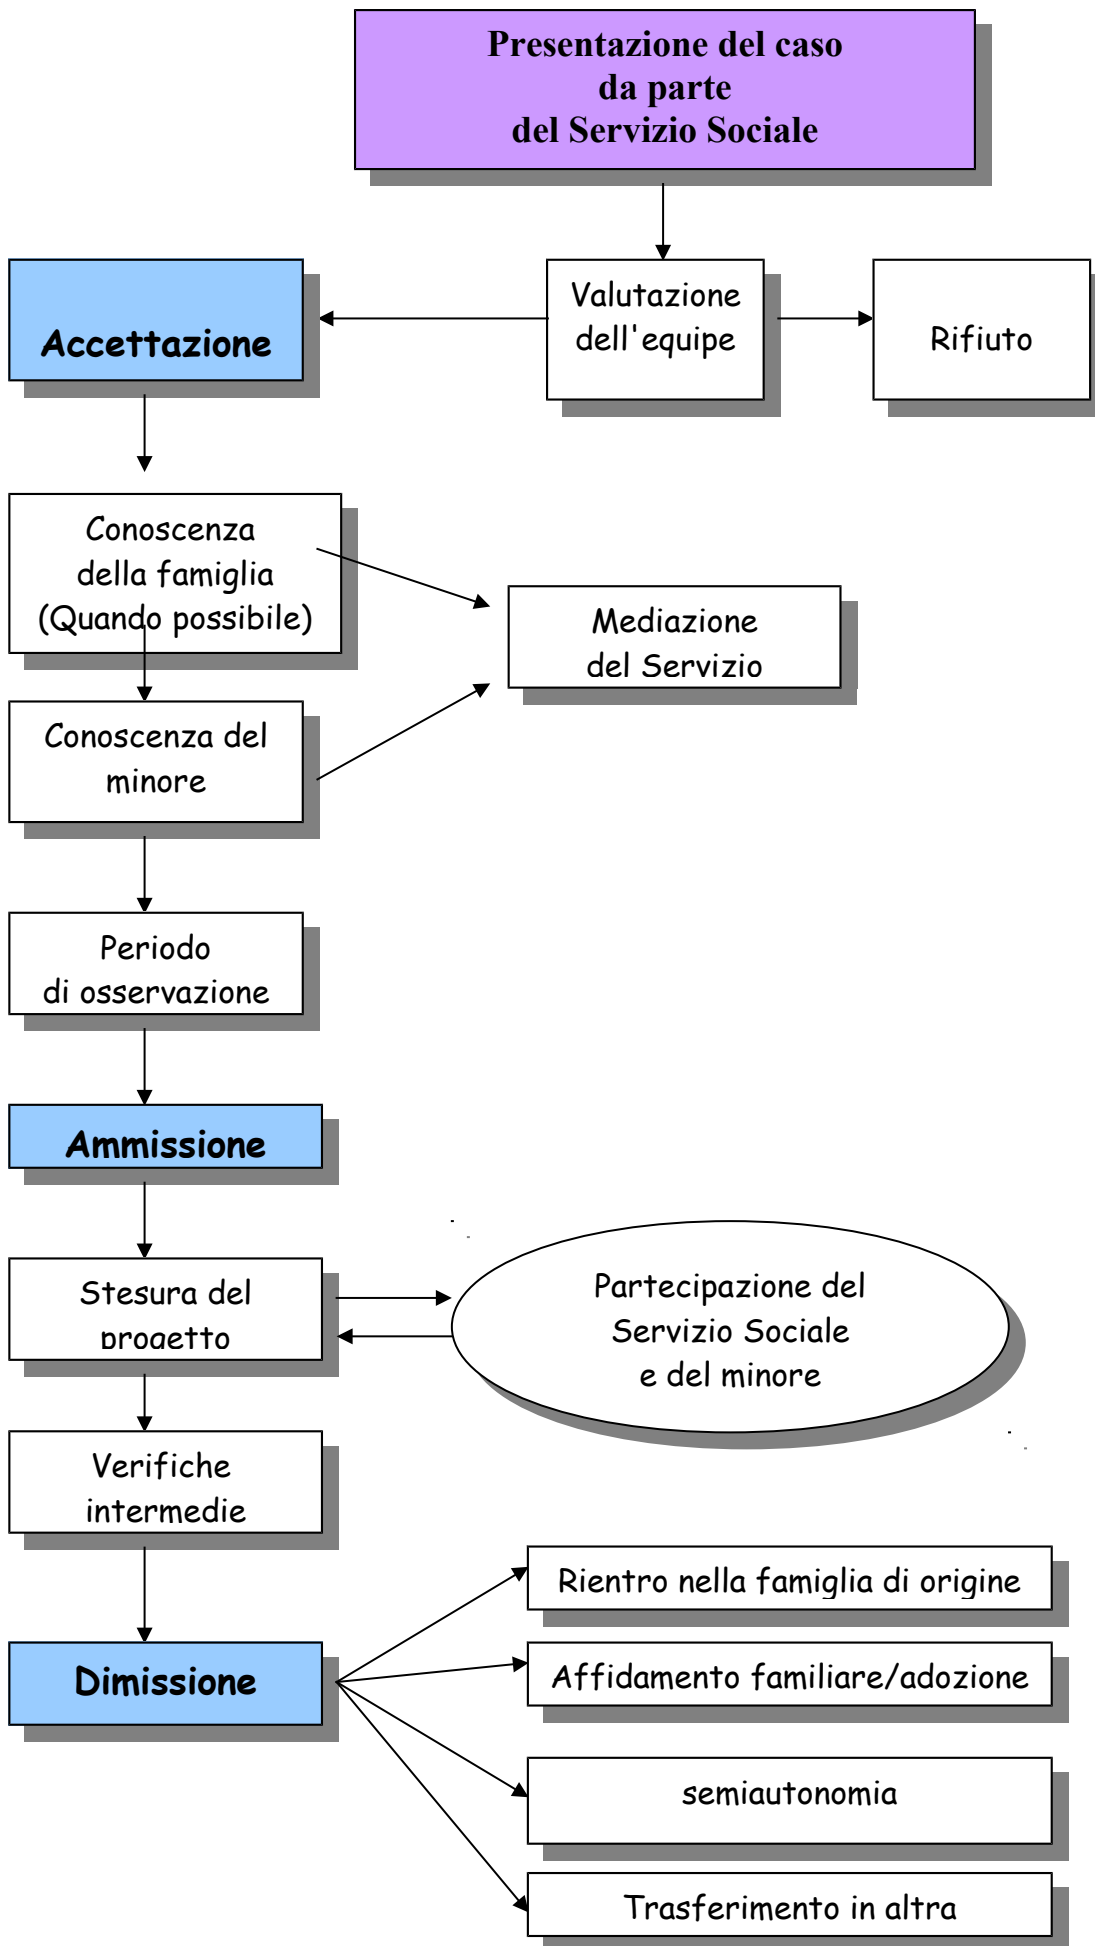 Presentazione del caso
da parte
del Servizio Sociale
Accettazione
Valutazione
dell'equipe
Rifiuto
Conoscenza
della famiglia
(Quando possibile)
Mediazione
del Servizio
Conoscenza del
minore
Periodo
di osservazione
Ammissione
Stesura del
progetto
Partecipazione del
Servizio Sociale
e del minore
Verifiche
intermedie
Rientro nella famiglia di origine
Dimissione
Affidamento familiare/adozione
semiautonomia
Trasferimento in altra